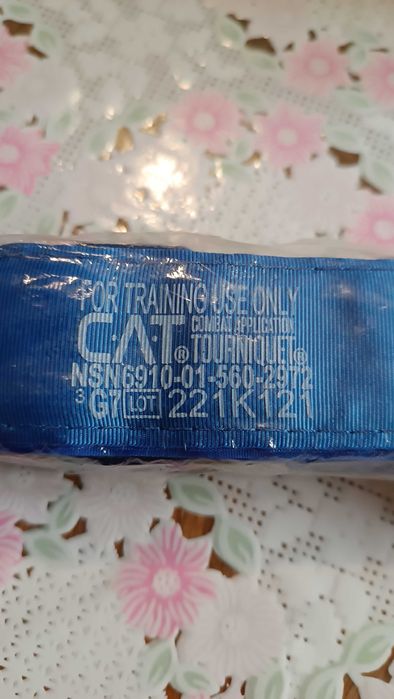 FOR TRAINING USE ONLY
C·A·T® COMBAT APPLICATION
TOURNIQUET®
NSN6910-01-560-2972
3 G7 LOT 221K121